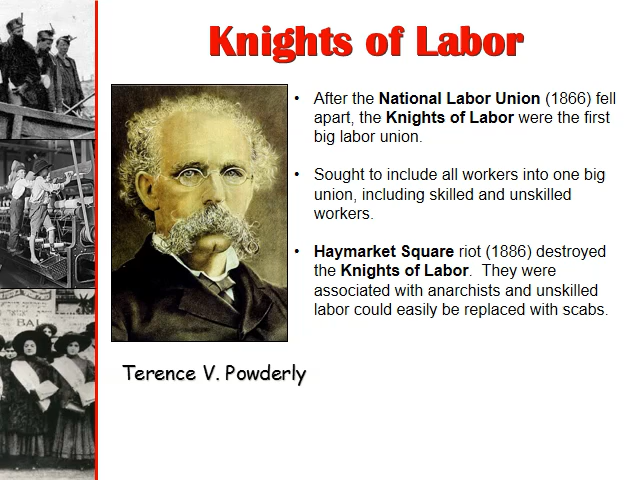 Knights of Labor
• After the National Labor Union (1866) fell
apart, the Knights of Labor were the first
big labor union.
• Sought to include all workers into one big
union, including skilled and unskilled
workers.
• Haymarket Square riot (1886) destroyed
the Knights of Labor. They were
associated with anarchists and unskilled
labor could easily be replaced with scabs.
Terence V. Powderly